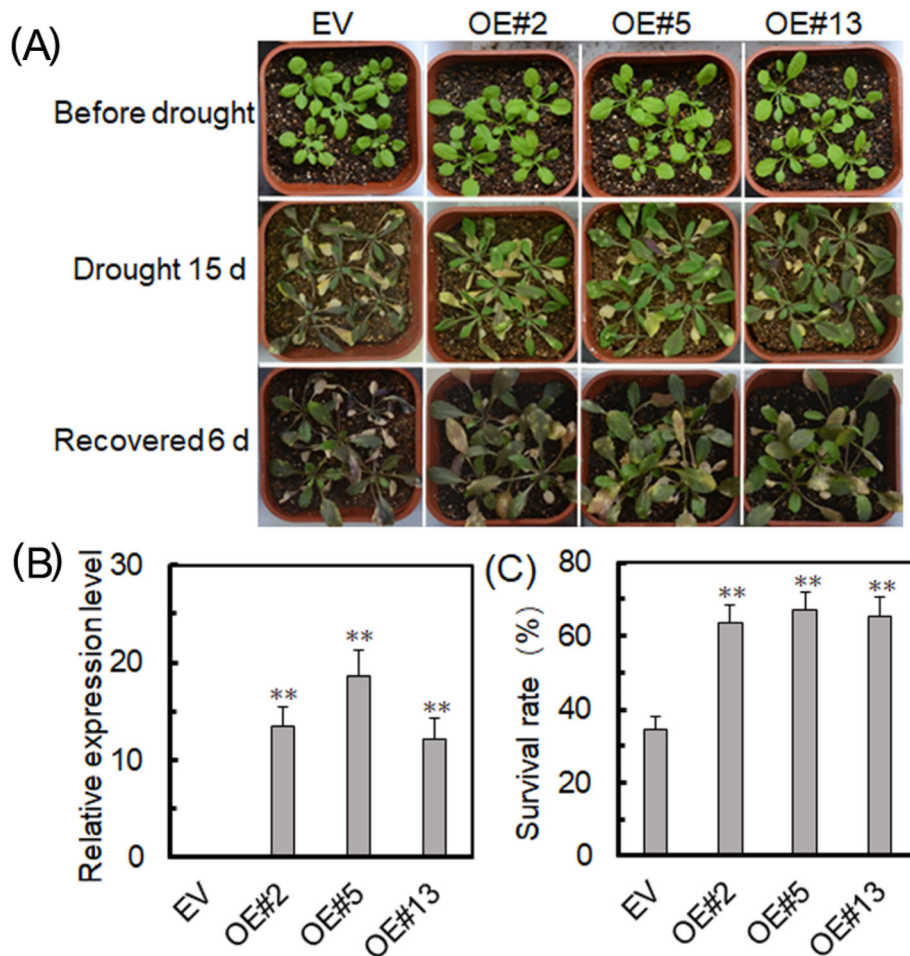 (A)
EV OE#2 OE#5 OE#13
Before drought
Drought 15 d
Recovered 6 d
(B)
Relative expression level
30
20
10
0
** ** **
EV OE#2 OE#5 OE#13
(C)
Survival rate (%)
80
60
40
20
0
** ** **
EV OE#2 OE#5 OE#13